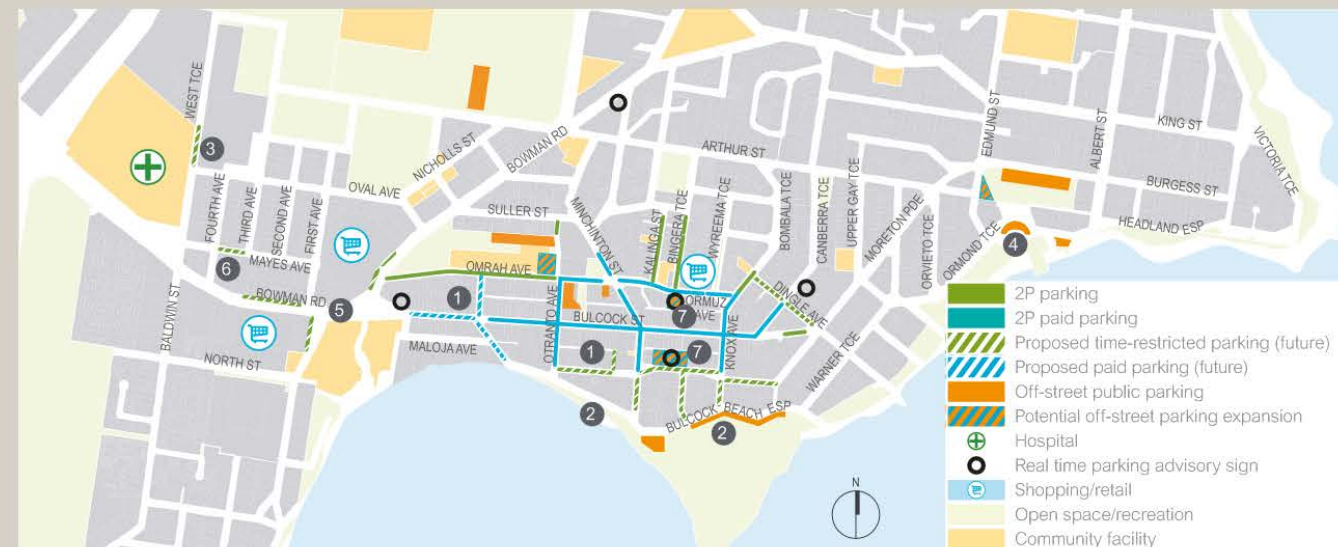 WEST TCE
3
FOURTH AVE
THIRD AVE
SECOND AVE
FIRST AVE
OVAL AVE
NICHOLLS ST
BOWMAN RD
SULLER ST
MINCHINTON ST
KALINGA ST
BINGERA TCE
WYREEMA TCE
ARTHUR ST
BOMBALA TCE
CANBERRA TCE
UPPER GAY TCE
MORETON PDE
ORVIETO TCE
ORMOND TCE
EDMUND ST
ALBERT ST
KING ST
BURGESS ST
VICTORIA TCE
HEADLAND ESP
4
6
MAYES AVE
BOWMAN RD
5
BALDWIN ST
NORTH ST
OMRAH AVE
1
OTRANTO AVE
BULCOCK ST
MALOJA AVE
1
ORMUZ
AVE
7
7
KNOX AVE
DINGLE AVE
WARNER TCE
2
BULCOCK BEACH ESP
2
N
2P parking
2P paid parking
Proposed time-restricted parking (future)
Proposed paid parking (future)
Off-street public parking
Potential off-street parking expansion
Hospital
Real time parking advisory sign
Shopping/retail
Open space/recreation
Community facility